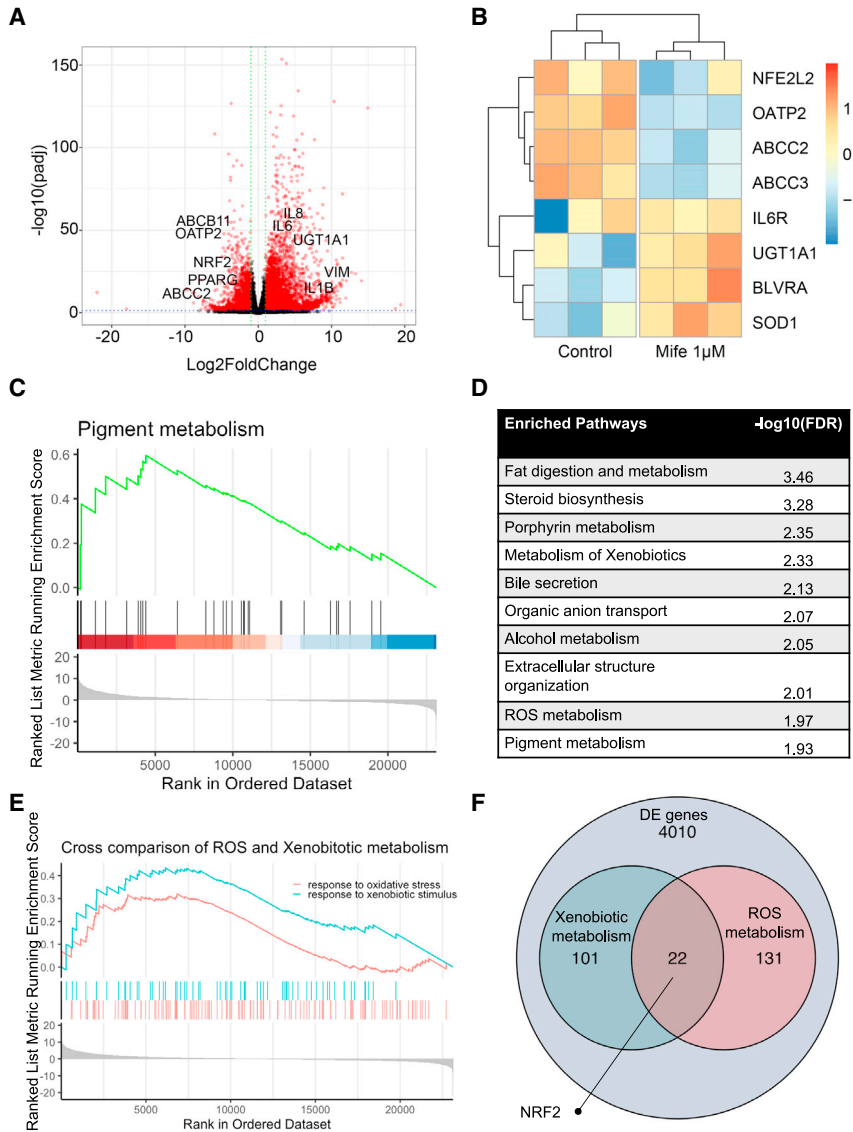 A
150
100
50
0
-log10(padj)
ABCB11
OATP2
NRF2
PPARG
ABCC2
IL8
IL6
UGT1A1
VIM
IL1B
-20
-10
0
10
20
Log2FoldChange
B
NFE2L2
OATP2
ABCC2
ABCC3
IL6R
UGT1A1
BLVRA
SOD1
Control
Mife 1µM
1
0
−
C
Pigment metabolism
Ranked List Metric Running Enrichment Score
0.6
0.4
0.2
0.0
20
10
0
-10
-20
5000
10000
15000
20000
Rank in Ordered Dataset
D
Enriched Pathways -log10(FDR)
Fat digestion and metabolism 3.46
Steroid biosynthesis 3.28
Porphyrin metabolism 2.35
Metabolism of Xenobiotics 2.33
Bile secretion 2.13
Organic anion transport 2.07
Alcohol metabolism 2.05
Extracellular structure
organization 2.01
ROS metabolism 1.97
Pigment metabolism 1.93
E
Cross comparison of ROS and Xenobitotic metabolism
Ranked List Metric Running Enrichment Score
0.4
0.3
0.2
0.1
0.0
response to oxidative stress
response to xenobiotic stimulus
20
10
0
-10
-20
5000
10000
15000
20000
Rank in Ordered Dataset
F
DE genes
4010
Xenobiotic
metabolism
101
22
ROS
metabolism
131
NRF2